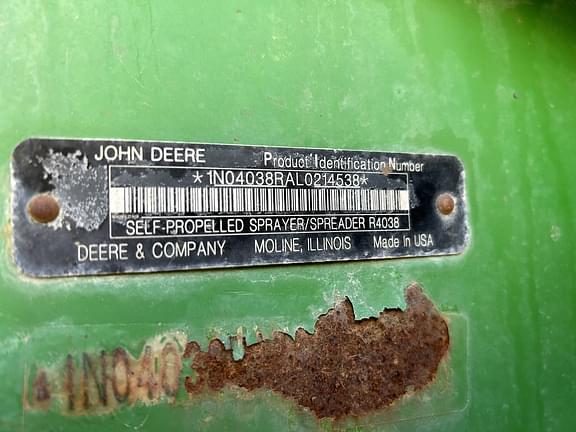 JOHN DEERE Product Identification Number
*1N04038RAL0214538*
SELF-PROPELLED SPRAYER/SPREADER R4038
DEERE & COMPANY MOLINE, ILLINOIS Made In USA
1N040